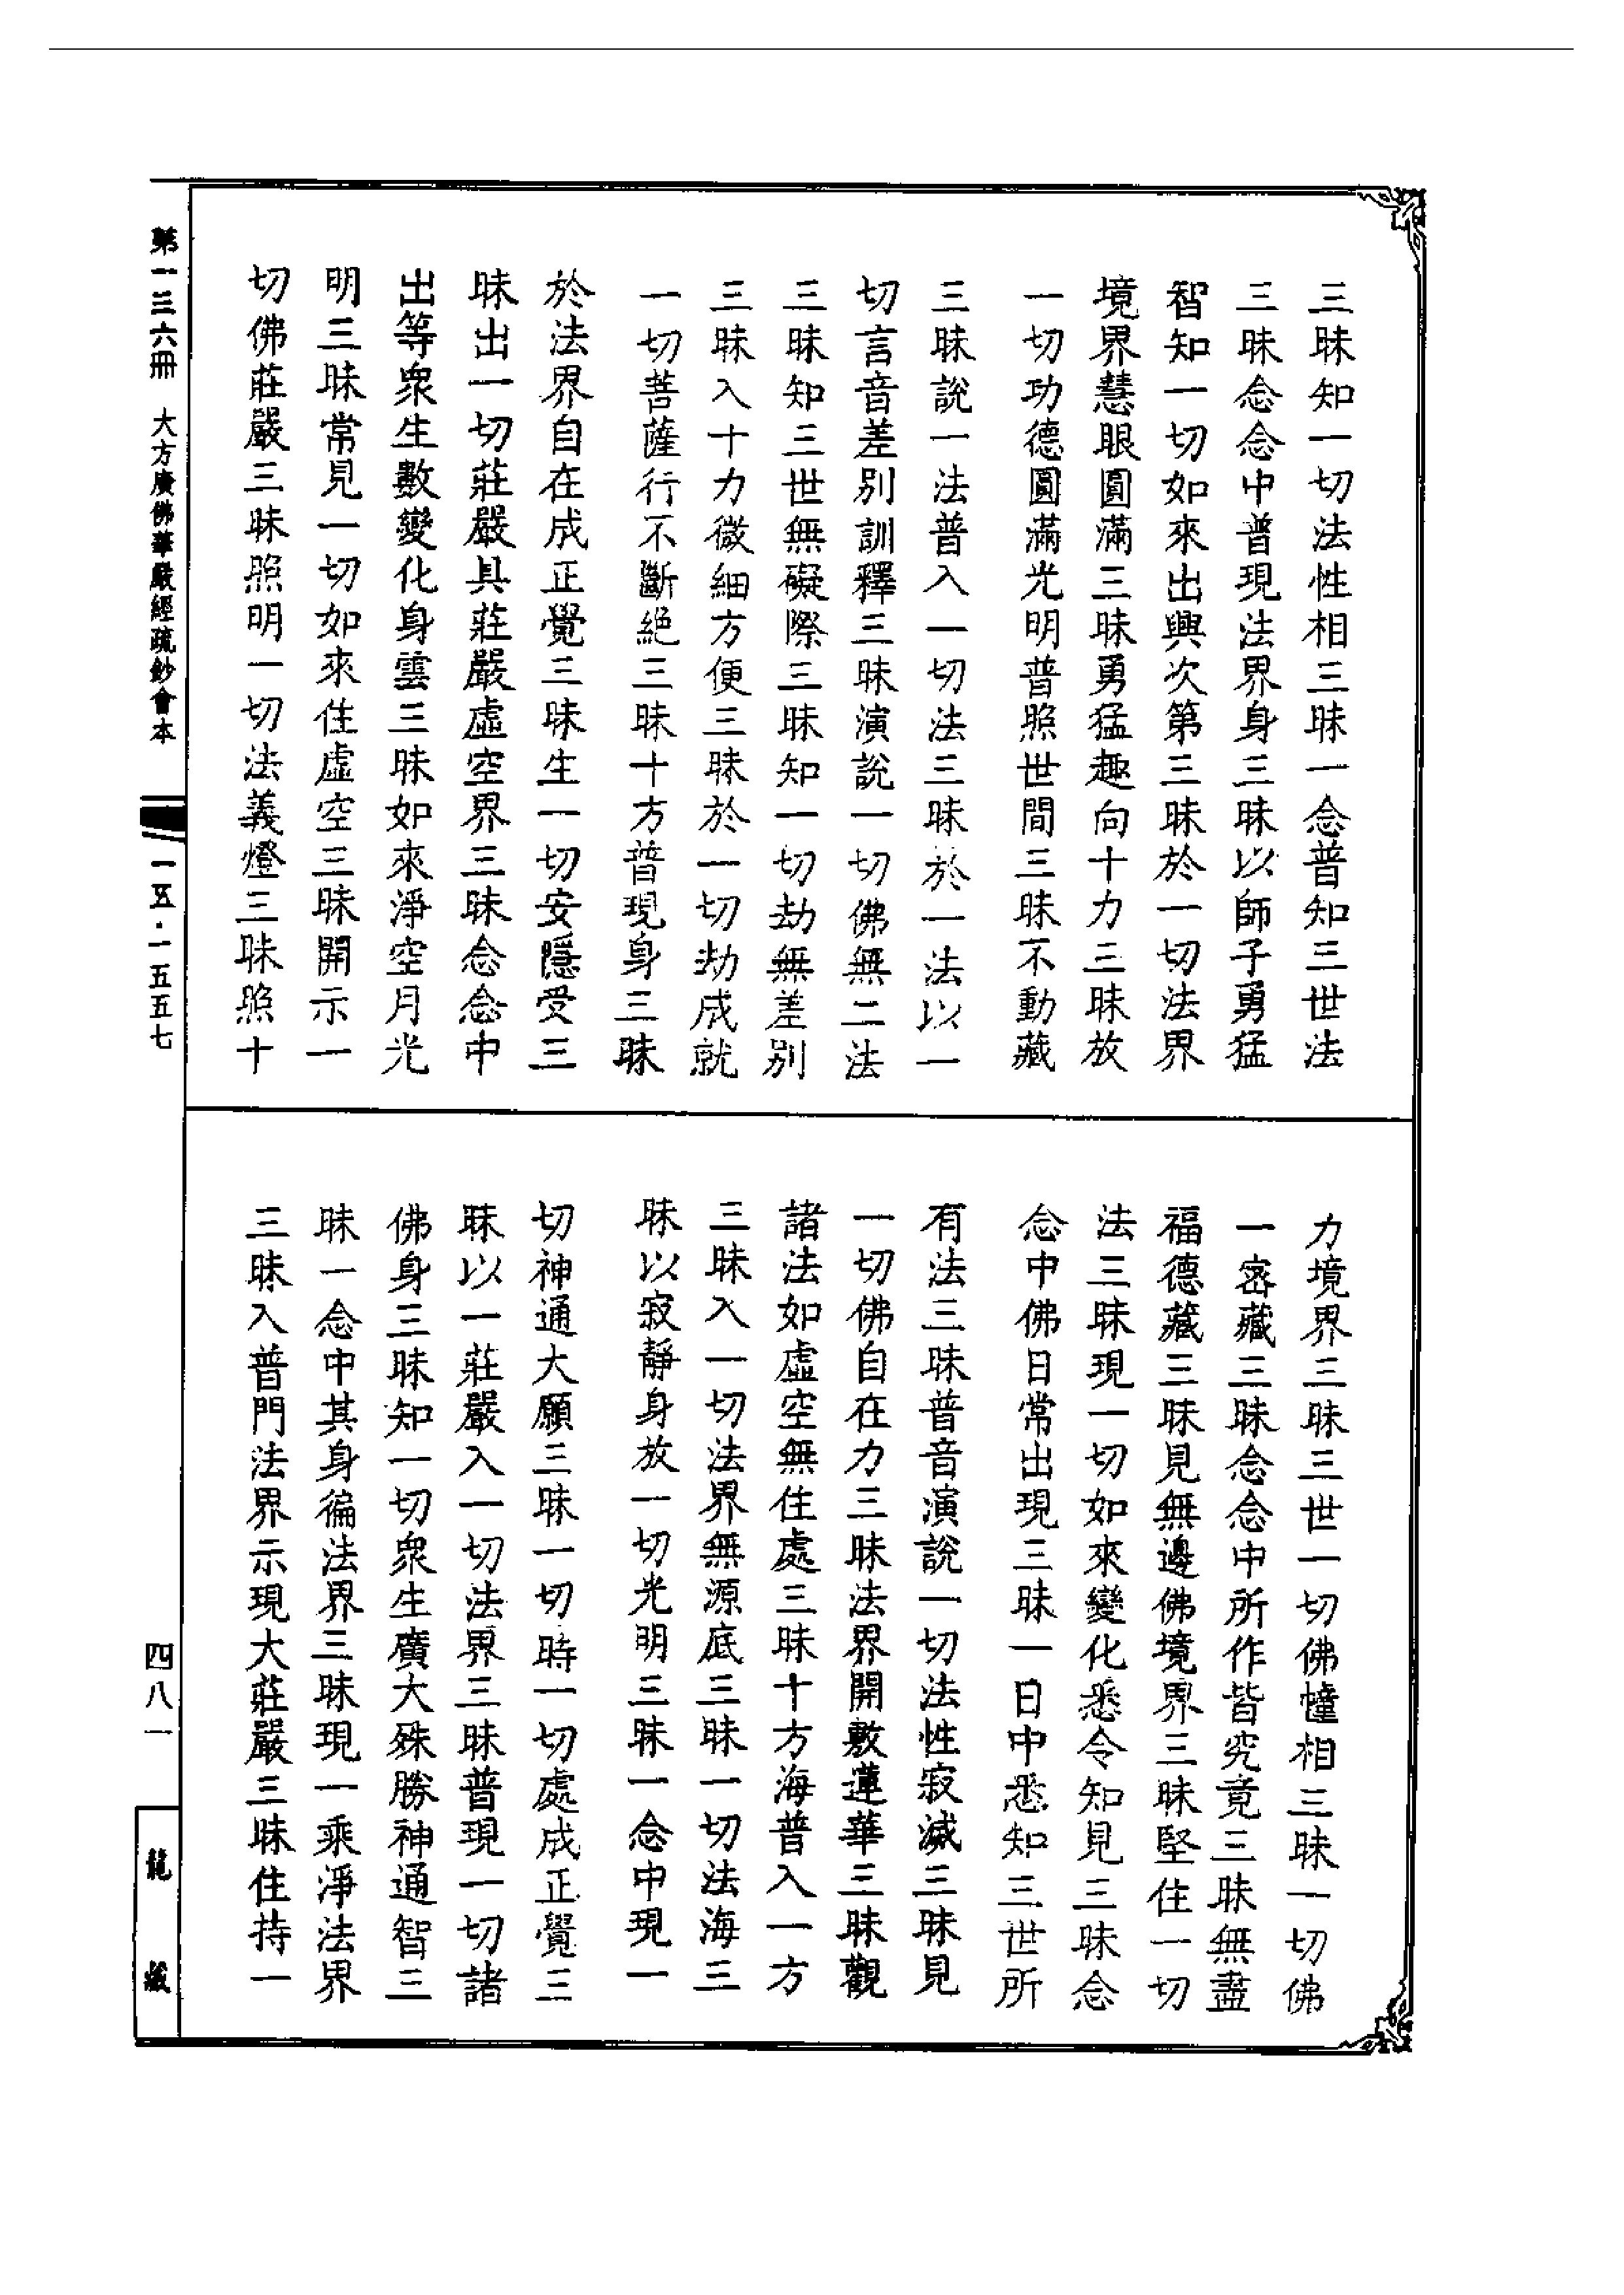 三昧知一切法性相三昧一念普知三世法
三昧念念中普現法界身三昧以師子勇猛
智知一切如來出興次第三昧於一切法界
境界慧眼圓滿三昧勇猛趣向十力三昧放
一切功德圓滿光明普照世間三昧不動藏
三昧說一法普入一切法三昧於一法以一
切言音差別訓釋三昧演說一切佛無二法
三昧知三世無礙際三昧知一切劫無差別
三昧入十力微細方便三昧於一切劫成就
一切菩薩行不斷絕三昧十方普現身三昧
於法界自在成正覺三昧生一切安隱受三
昧出一切莊嚴具莊嚴虛空界三昧念念中
出等衆生數變化身雲三昧如來淨空月光
明三昧常見一切如來住虛空三昧開示一
切佛莊嚴三昧照明一切法義燈三昧照十
力境界三昧三世一切佛幢相三昧一切佛
一密藏三昧念念中所作皆究竟三昧無盡
福德藏三昧見無邊佛境界三昧堅住一切
法三昧現一切如來變化悉令知見三昧念
念中佛日常出現三昧一日中悉知三世所
有法三昧普音演說一切法性寂滅三昧見
一切佛自在力三昧法界開敷蓮華三昧觀
諸法如虛空無住處三昧十方海普入一方
三昧入一切法界無源底三昧一切法海三
昧以寂靜身放一切光明三昧一念中現一
切神通大願三昧一切時一切處成正覺三
昧以一莊嚴入一切法界三昧普現一切諸
佛身三昧知一切衆生廣大殊勝神通智三
昧一念中其身徧法界三昧現一乘淨法界
三昧入普門法界示現大莊嚴三昧住持一
第一三六冊 大方廣佛華嚴經疏鈔會本
一五·一五五七
四八一
龍藏